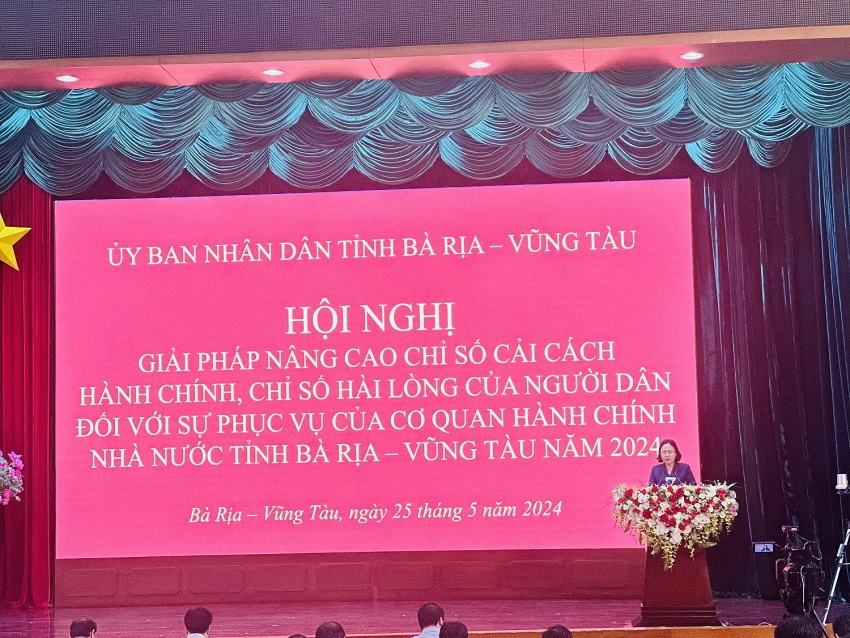 ỦY BAN NHÂN DÂN TỈNH BÀ RỊA – VŨNG TÀU
HỘI NGHỊ
GIẢI PHÁP NÂNG CAO CHỈ SỐ CẢI CÁCH
HÀNH CHÍNH, CHỈ SỐ HÀI LÒNG CỦA NGƯỜI DÂN
ĐỐI VỚI SỰ PHỤC VỤ CỦA CƠ QUAN HÀNH CHÍNH
NHÀ NƯỚC TỈNH BÀ RỊA – VŨNG TÀU NĂM 2024
Bà Rịa – Vũng Tàu, ngày 25 tháng 5 năm 2024